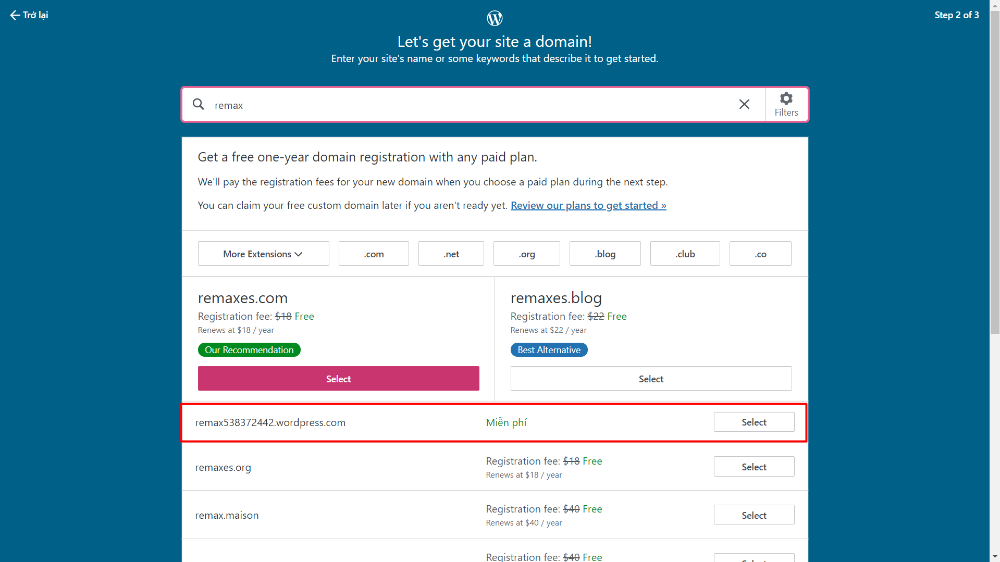 Trở lại
Step 2 of 3
Let's get your site a domain!
Enter your site's name or some keywords that describe it to get started.
remax
Filters
Get a free one-year domain registration with any paid plan.
We'll pay the registration fees for your new domain when you choose a paid plan during the next step.
You can claim your free custom domain later if you aren't ready yet. Review our plans to get started »
More Extensions .com .net .org .blog .club .co
remaxes.com
Registration fee: $18 Free
Renews at $18 / year
Our Recommendation
Select
remaxes.blog
Registration fee: $22 Free
Renews at $22 / year
Best Alternative
Select
remax538372442.wordpress.com Miễn phí Select
remaxes.org
Registration fee: $18 Free
Renews at $18 / year
Select
remax.maison
Registration fee: $40 Free
Renews at $40 / year
Select
Registration fee: $40 Free